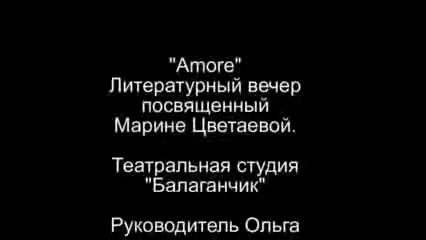 "Amore"
Литературный вечер
посвященный
Марине Цветаевой.
Театральная студия
"Балаганчик"
Руководитель Ольга